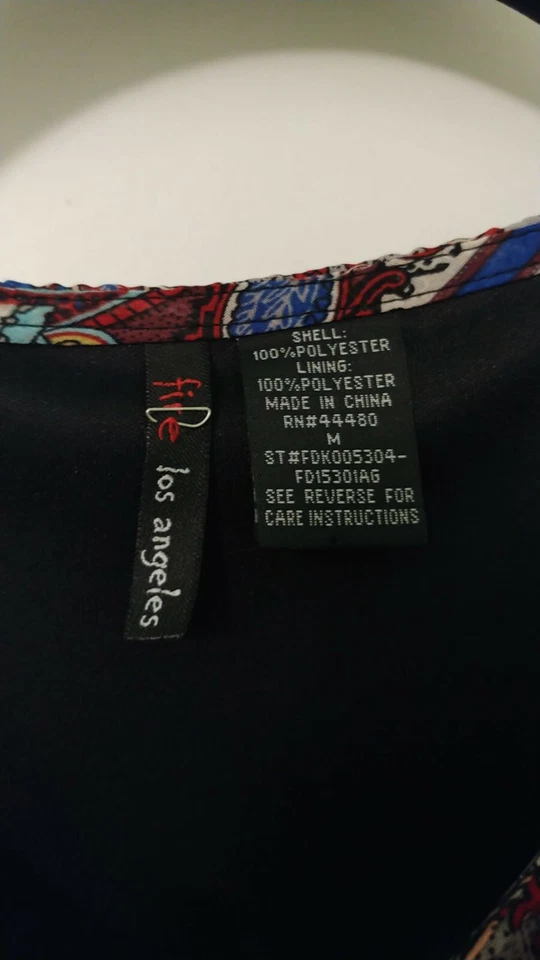 fire
los angeles
SHELL:
100%POLYESTER
LINING:
100%POLYESTER
MADE IN CHINA
RN#44480
M
ST#FDK005304-
FD15301AG
SEE REVERSE FOR
CARE INSTRUCTIONS